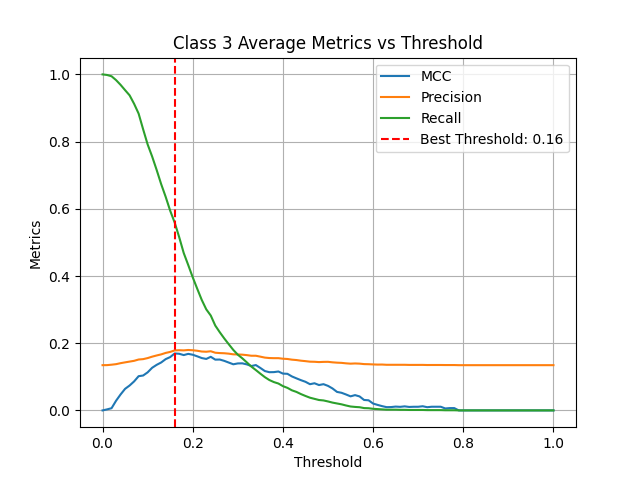 Class 3 Average Metrics vs Threshold
1.0
0.8
0.6
0.4
0.2
0.0
Metrics
MCC
Precision
Recall
Best Threshold: 0.16
0.0 0.2 0.4 0.6 0.8 1.0
Threshold